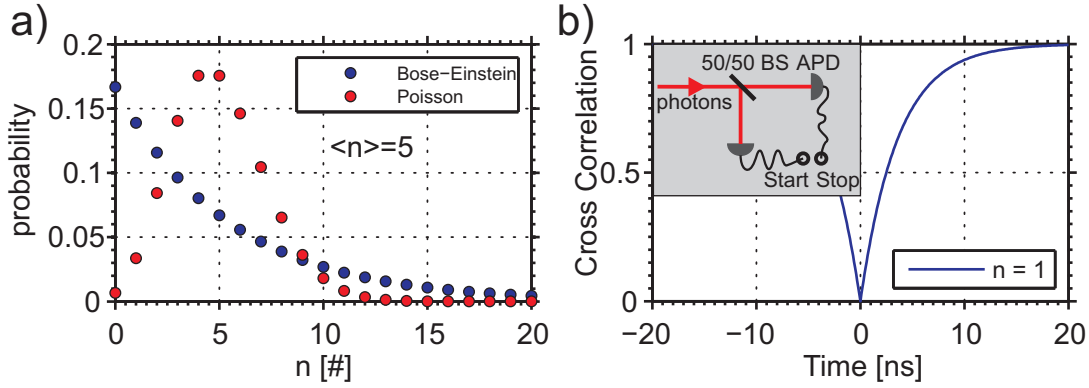 a)
probability
0.2
0.15
0.1
0.05
0
Bose−Einstein
Poisson
<n>=5
0 5 10 15 20
n [#]
b)
Cross Correlation
1
0.5
0
50/50 BS APD
photons
Start Stop
n = 1
−20 −10 0 10 20
Time [ns]